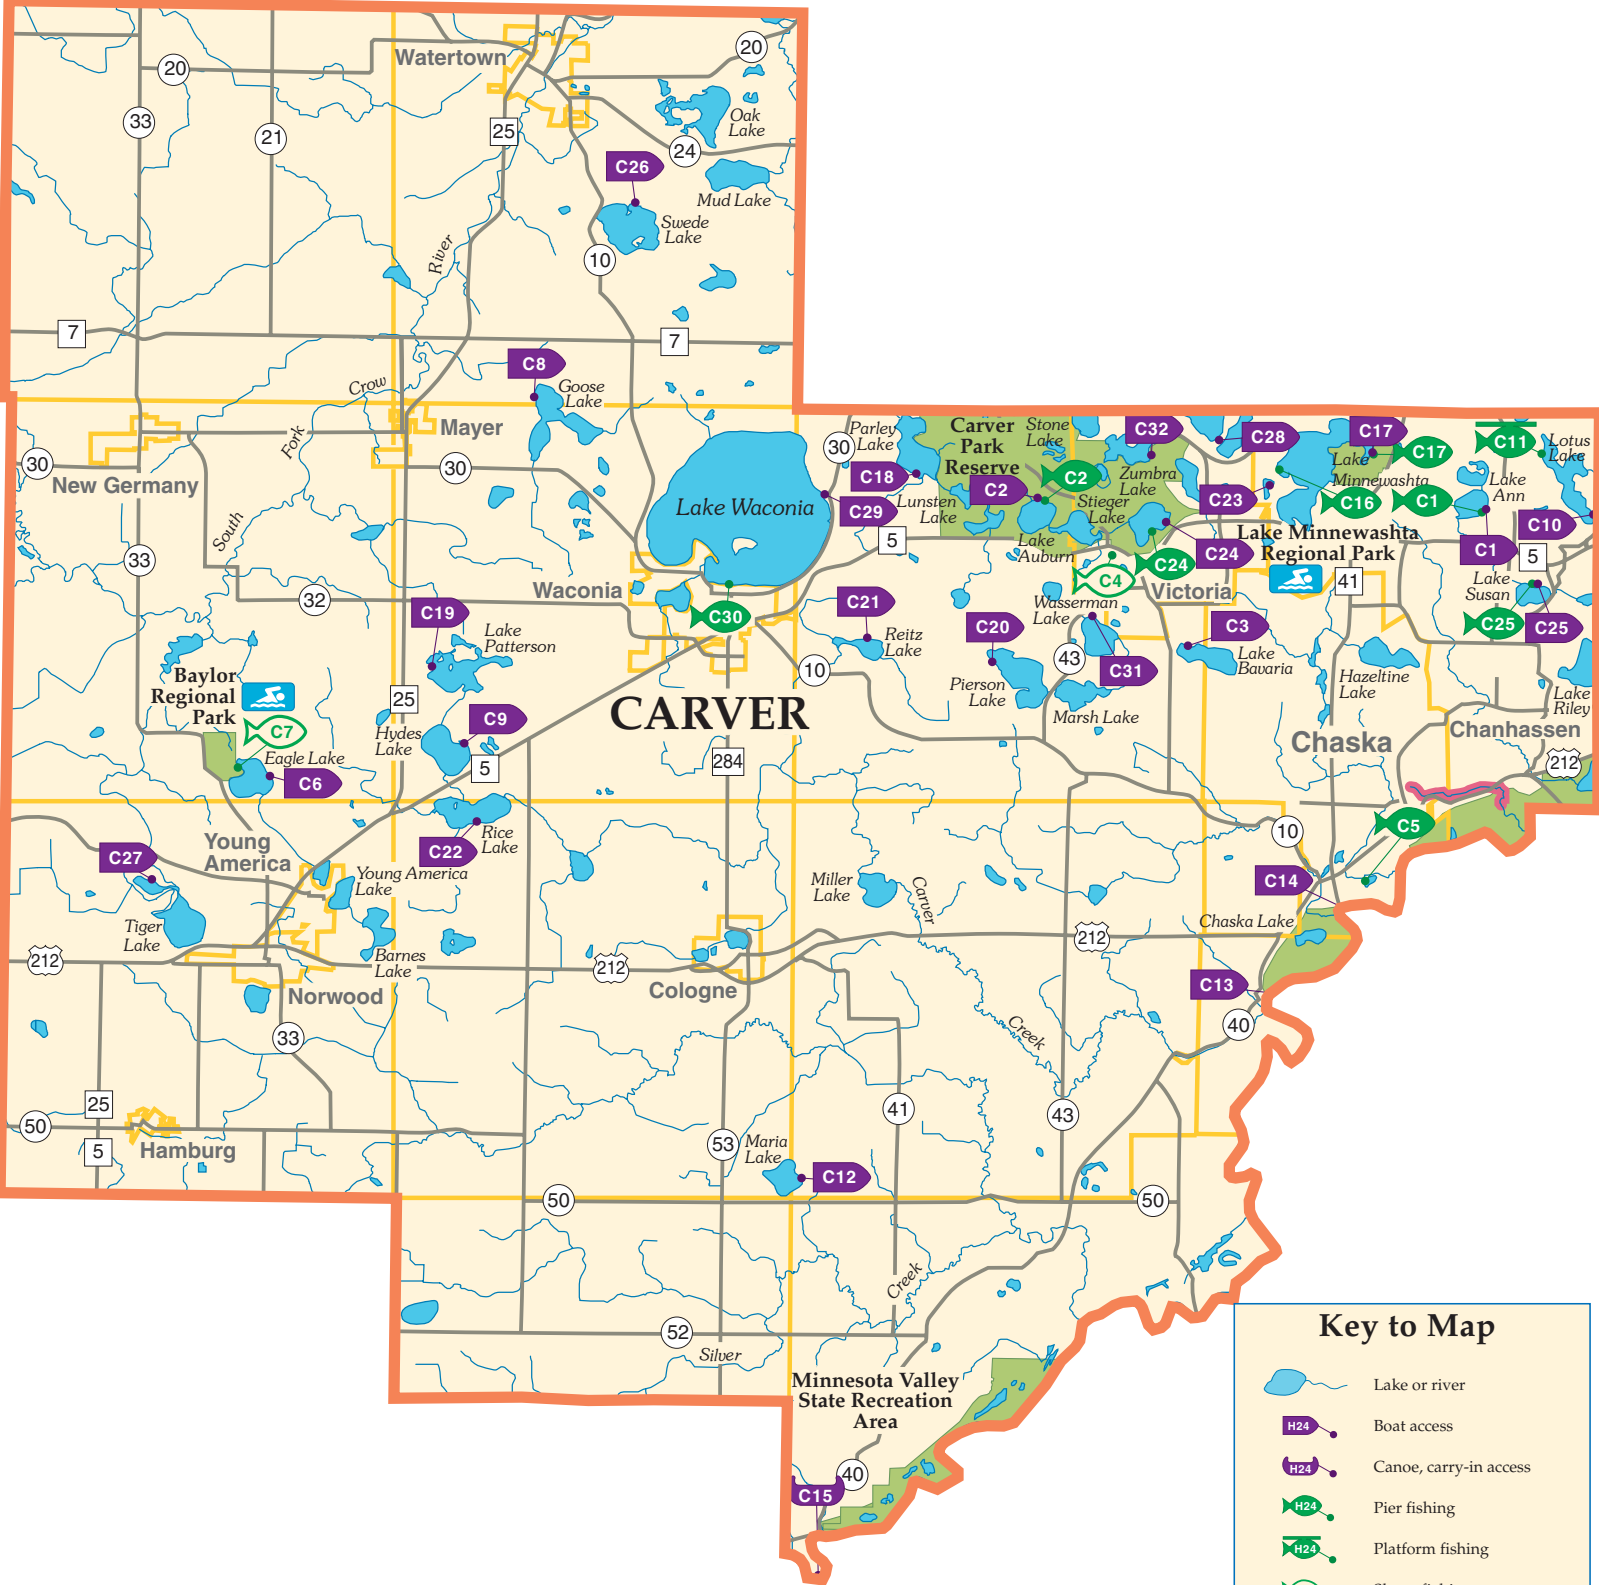 Watertown
20
20
33
21
25
24
Oak
Lake
C26
Mud Lake
Swede
Lake
River
10
7
7
C8
Goose
Lake
Crow
Mayer
Fork
30
30
30
New Germany
South
33
32
Parley
Lake
Carver
Park
Reserve
Stone
Lake
C32
C28
C17
C17
C11
Lotus
Lake
C18
C2
C2
Zumbra
Lake
Lake
Minnewashta
C23
C16
C1
Lake
Ann
Lake Waconia
C29
Lunsten
Lake
Stieger
Lake
5
Lake
Auburn
C24
C24
Lake Minnewashta
Regional Park
C10
C1
5
C4
Victoria
41
Lake
Susan
Waconia
C30
C19
C21
Wasserman
Lake
C25
C25
Lake
Patterson
Reitz
Lake
C20
C3
43
C31
Lake
Bavaria
Hazeltine
Lake
10
Pierson
Lake
Marsh Lake
Lake
Riley
Baylor
Regional
Park
25
CARVER
C7
Hydes
Lake
C9
Eagle Lake
5
284
C6
Chaska
Chanhassen
212
Young
America
Rice
Lake
C22
C5
10
C27
Young America
Lake
Miller
Lake
Carver
C14
Tiger
Lake
Chaska Lake
212
Barnes
Lake
212
212
Norwood
Cologne
C13
33
Creek
40
25
50
5
Hamburg
41
43
53
Maria
Lake
C12
50
50
Creek
52
Silver
Minnesota Valley
State Recreation
Area
40
C15
Key to Map
Lake or river
H24
Boat access
H24
Canoe, carry-in access
H24
Pier fishing
H24
Platform fishing